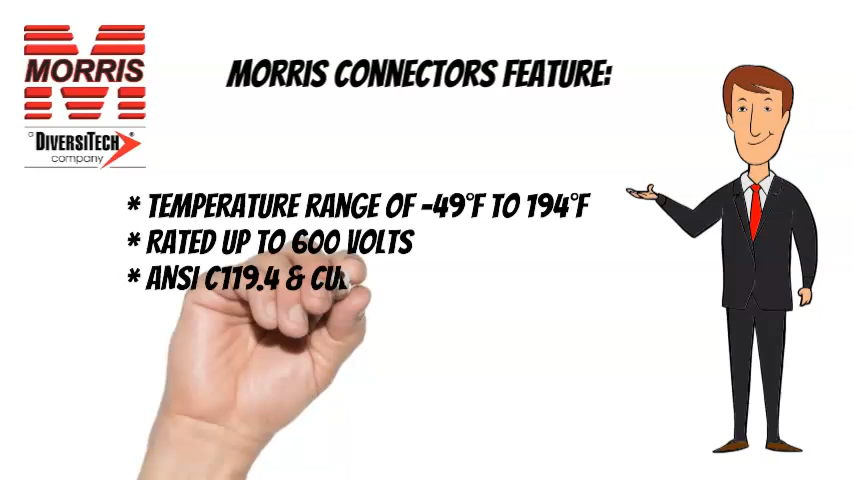 MORRIS
A DIVERSITECH®
company
MORRIS CONNECTORS FEATURE:
* TEMPERATURE RANGE OF -49°F TO 194°F
* RATED UP TO 600 VOLTS
* ANSI C119.4 & CUL